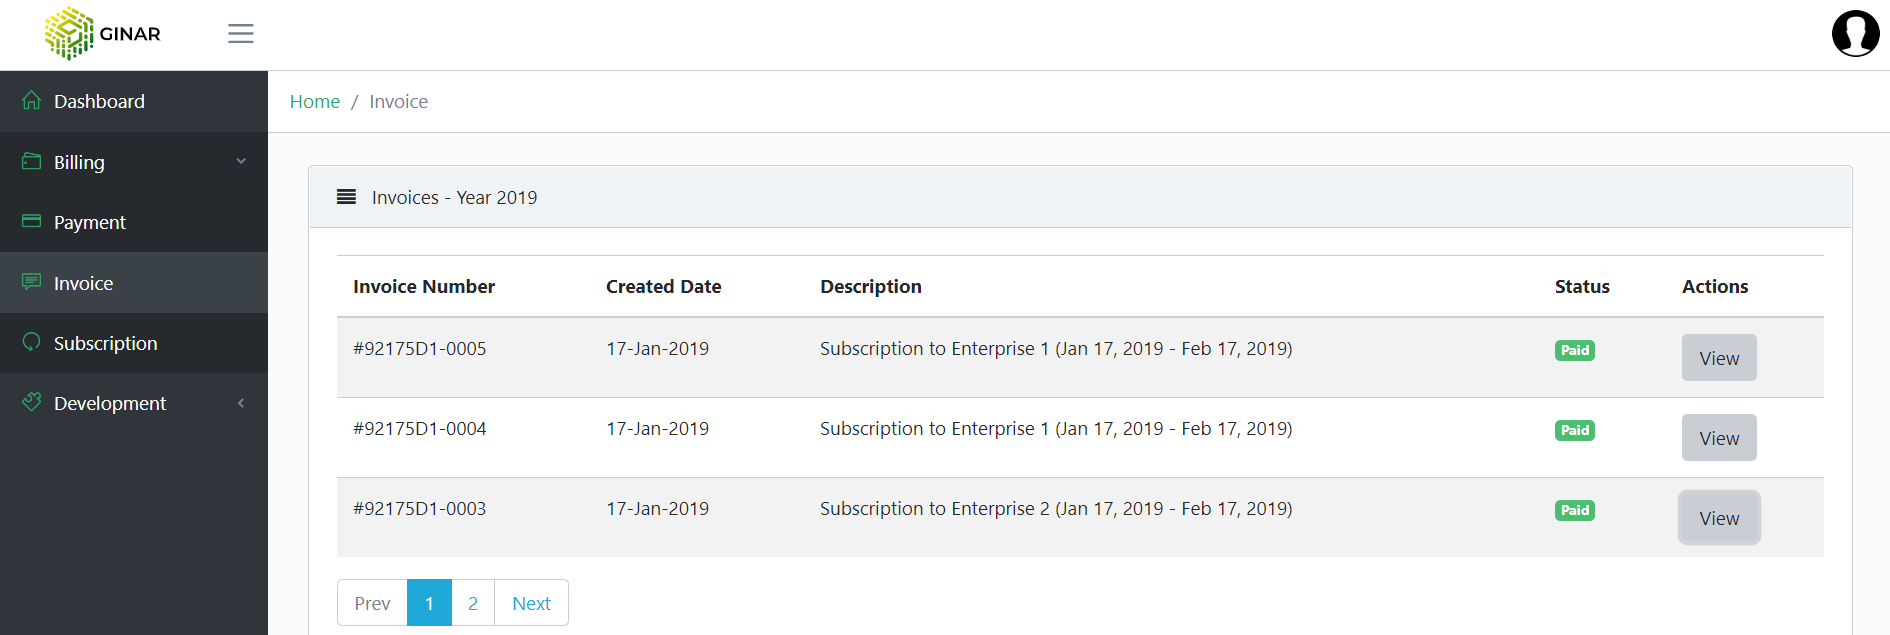 GINAR
Dashboard
Billing
Payment
Invoice
Subscription
Development
Home / Invoice
Invoices - Year 2019
Invoice Number Created Date Description Status Actions
#92175D1-0005 17-Jan-2019 Subscription to Enterprise 1 (Jan 17, 2019 - Feb 17, 2019) Paid View
#92175D1-0004 17-Jan-2019 Subscription to Enterprise 1 (Jan 17, 2019 - Feb 17, 2019) Paid View
#92175D1-0003 17-Jan-2019 Subscription to Enterprise 2 (Jan 17, 2019 - Feb 17, 2019) Paid View
Prev 1 2 Next